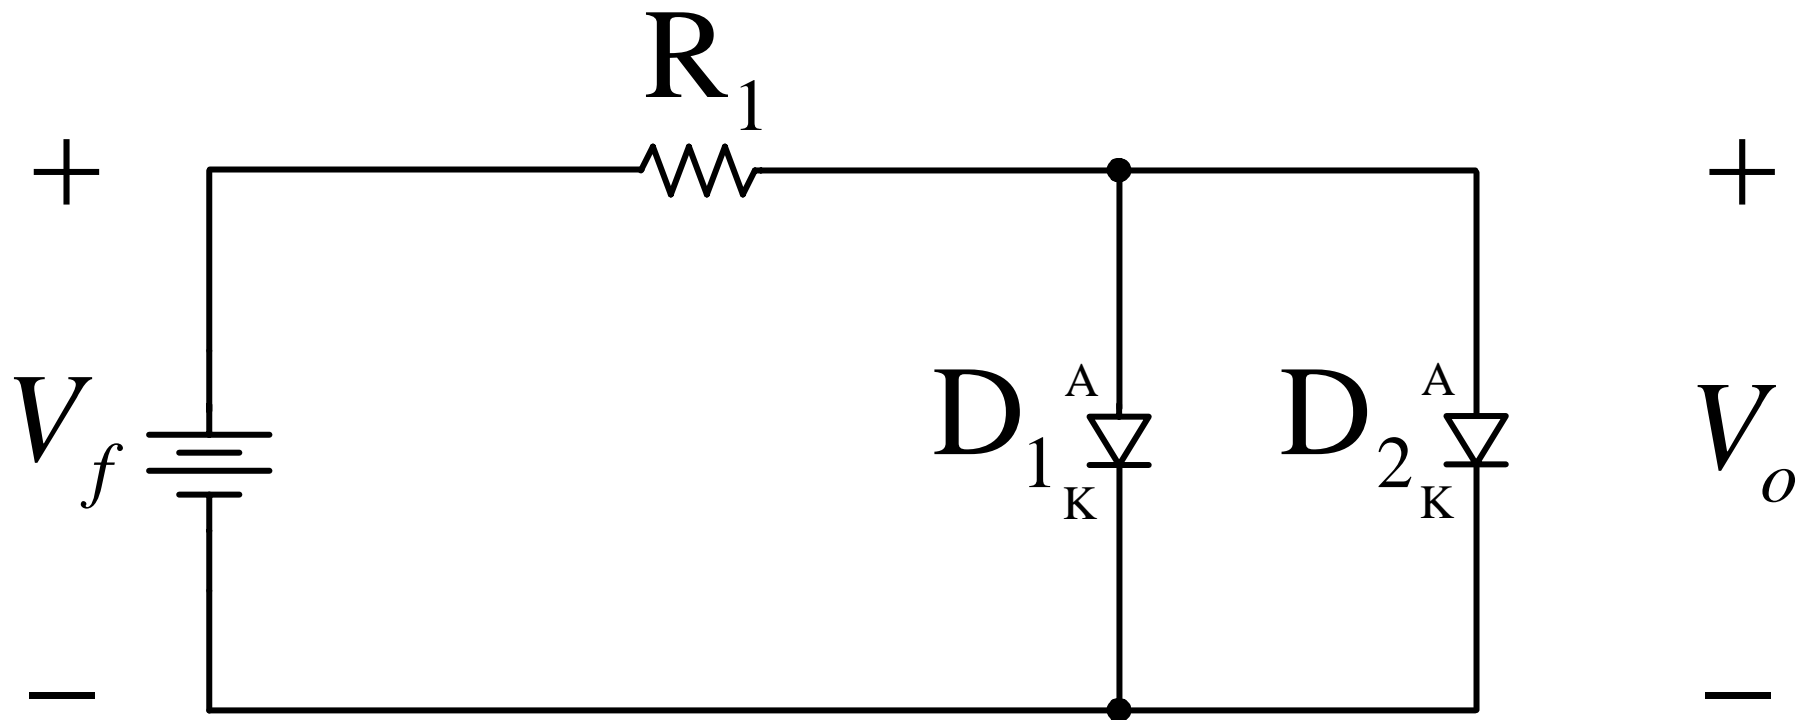 R1
+ +
Vf D1 A K D2 A K Vo
− −